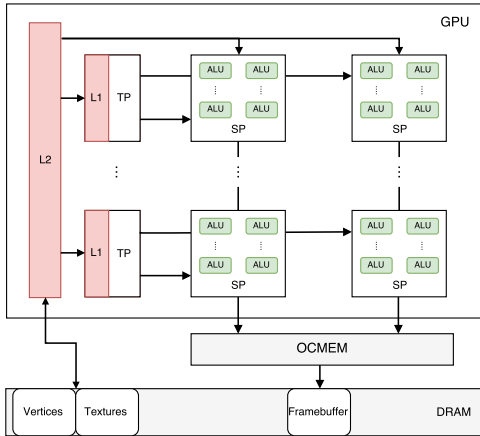 GPU
L2
L1 TP
ALU ALU
ALU ALU
SP
ALU ALU
ALU ALU
SP
L1 TP
ALU ALU
ALU ALU
SP
ALU ALU
ALU ALU
SP
OCMEM
Vertices
Textures
Framebuffer
DRAM